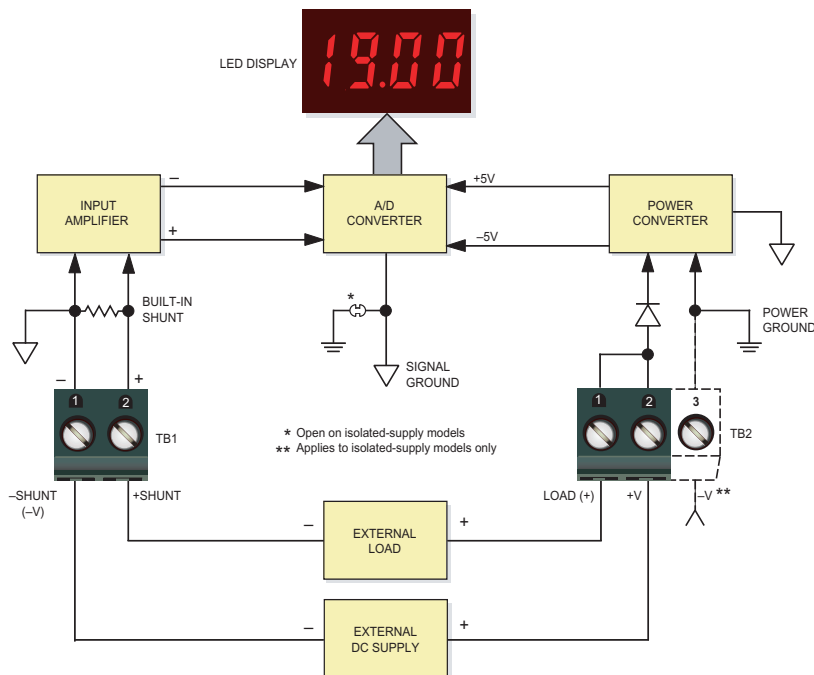 LED DISPLAY
19.00
INPUT
AMPLIFIER
–
+
A/D
CONVERTER
+5V
–5V
POWER
CONVERTER
BUILT-IN
SHUNT
*
SIGNAL
GROUND
POWER
GROUND
–
+
1
2
TB1
* Open on isolated-supply models
** Applies to isolated-supply models only
1
2
3
TB2
–SHUNT
(–V)
+SHUNT
LOAD (+)
+V
–V **
–
EXTERNAL
LOAD
+
–
EXTERNAL
DC SUPPLY
+